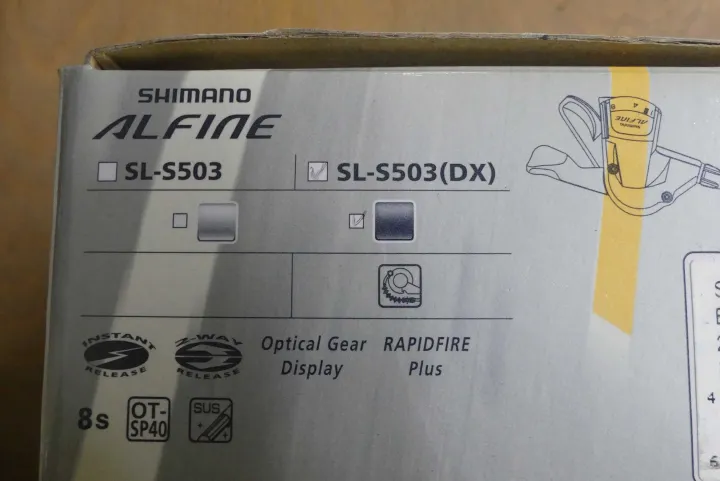 SHIMANO
ALFINE
SL-S503
SL-S503(DX)
INSTANT
RELEASE
2-WAY
RELEASE
Optical Gear
Display
RAPIDFIRE
Plus
8s
OT-
SP40
SUS
4